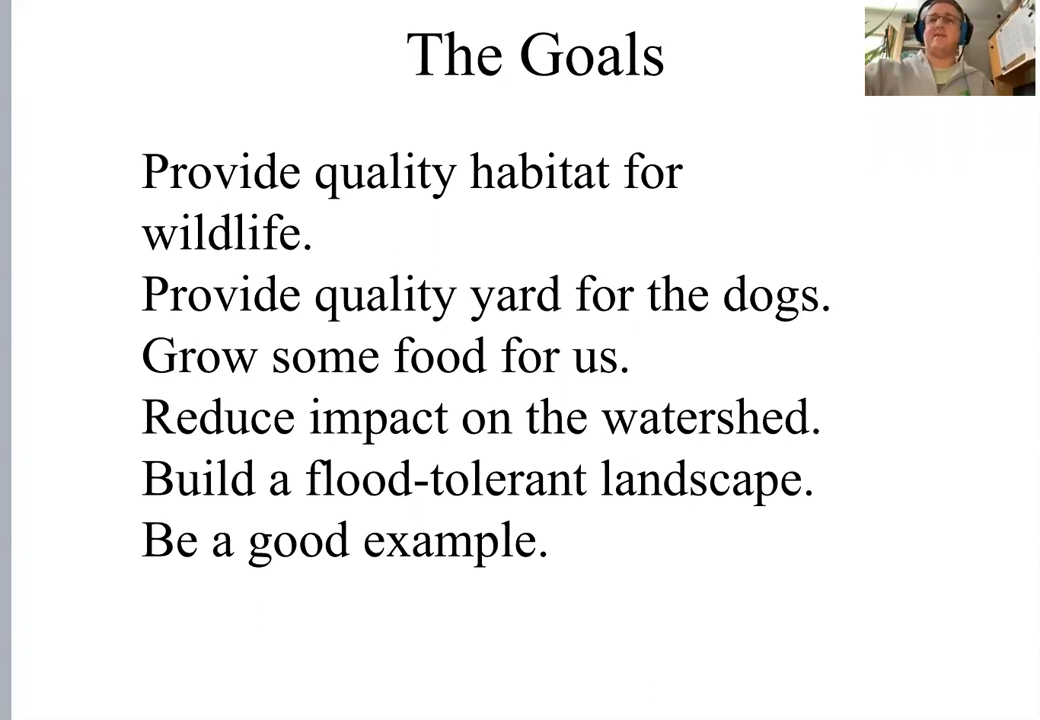 The Goals
Provide quality habitat for
wildlife.
Provide quality yard for the dogs.
Grow some food for us.
Reduce impact on the watershed.
Build a flood-tolerant landscape.
Be a good example.